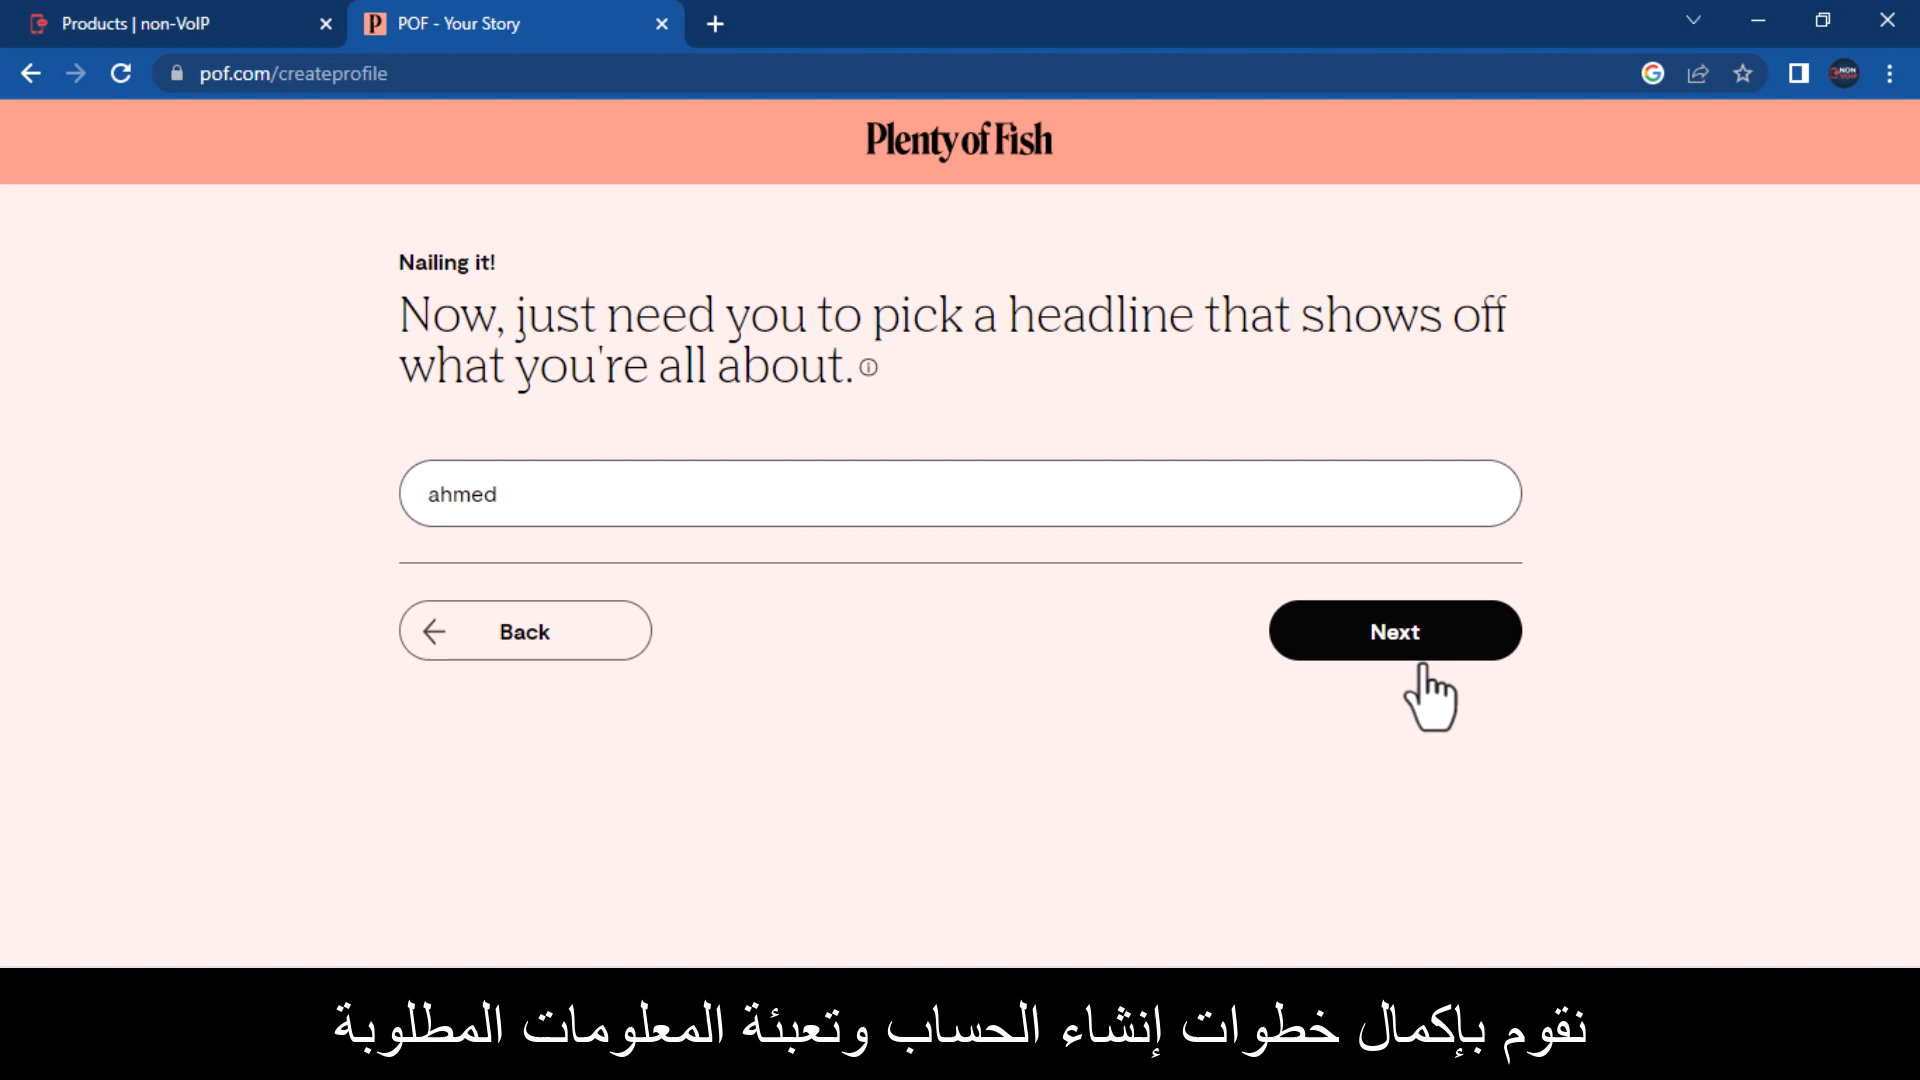 Products | non-VoIP
POF - Your Story
pof.com/createprofile
Plenty of Fish
Nailing it!
Now, just need you to pick a headline that shows off
what you're all about.
ahmed
Back
Next
نقوم بإكمال خطوات إنشاء الحساب وتعبئة المعلومات المطلوبة